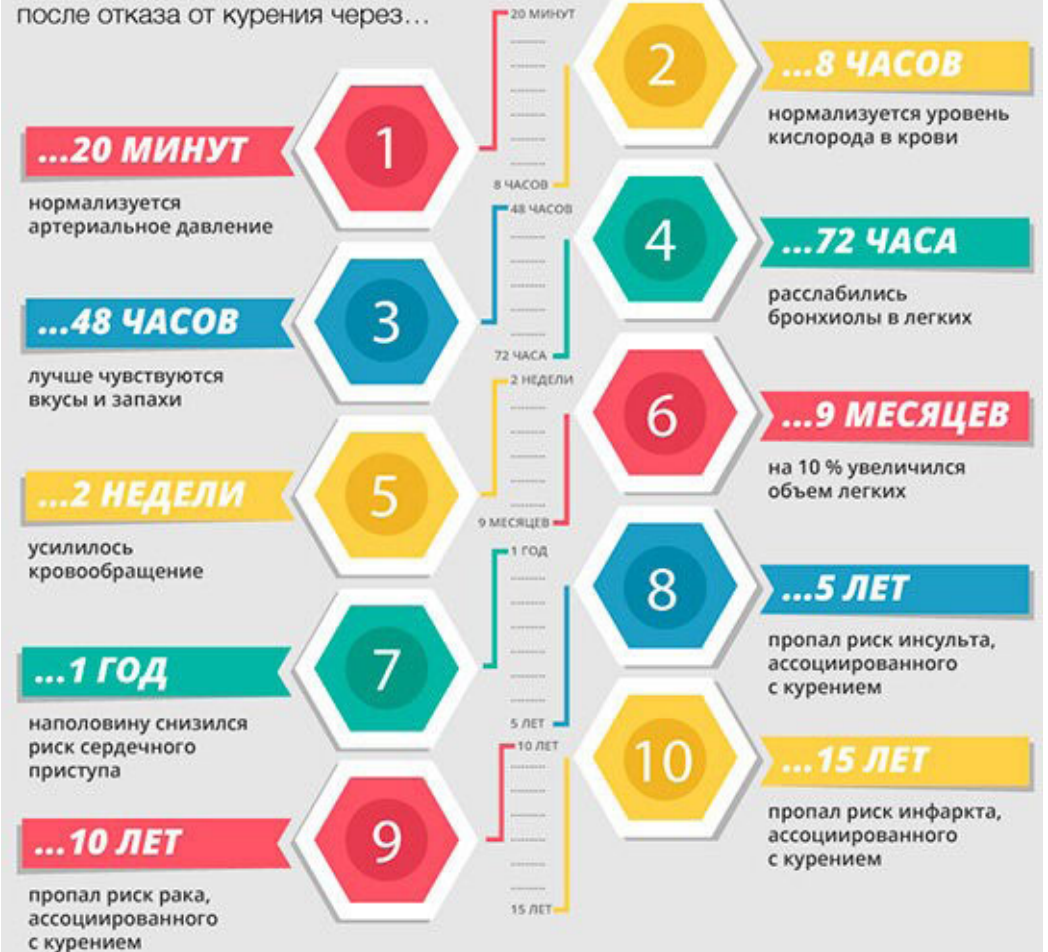 после отказа от курения через…
20 МИНУТ
1
...20 МИНУТ
нормализуется
артериальное давление
2
...8 ЧАСОВ
нормализуется уровень
кислорода в крови
8 ЧАСОВ
48 ЧАСОВ
3
...48 ЧАСОВ
лучше чувствуются
вкусы и запахи
4
...72 ЧАСА
расслабились
бронхиолы в легких
72 ЧАСА
2 НЕДЕЛИ
5
...2 НЕДЕЛИ
усилилось
кровообращение
6
...9 МЕСЯЦЕВ
на 10 % увеличился
объем легких
9 МЕСЯЦЕВ
1 ГОД
7
...1 ГОД
наполовину снизился
риск сердечного
приступа
8
...5 ЛЕТ
пропал риск инсульта,
ассоциированного
с курением
5 ЛЕТ
10 ЛЕТ
9
...10 ЛЕТ
пропал риск рака,
ассоциированного
с курением
10
...15 ЛЕТ
пропал риск инфаркта,
ассоциированного
с курением
15 ЛЕТ